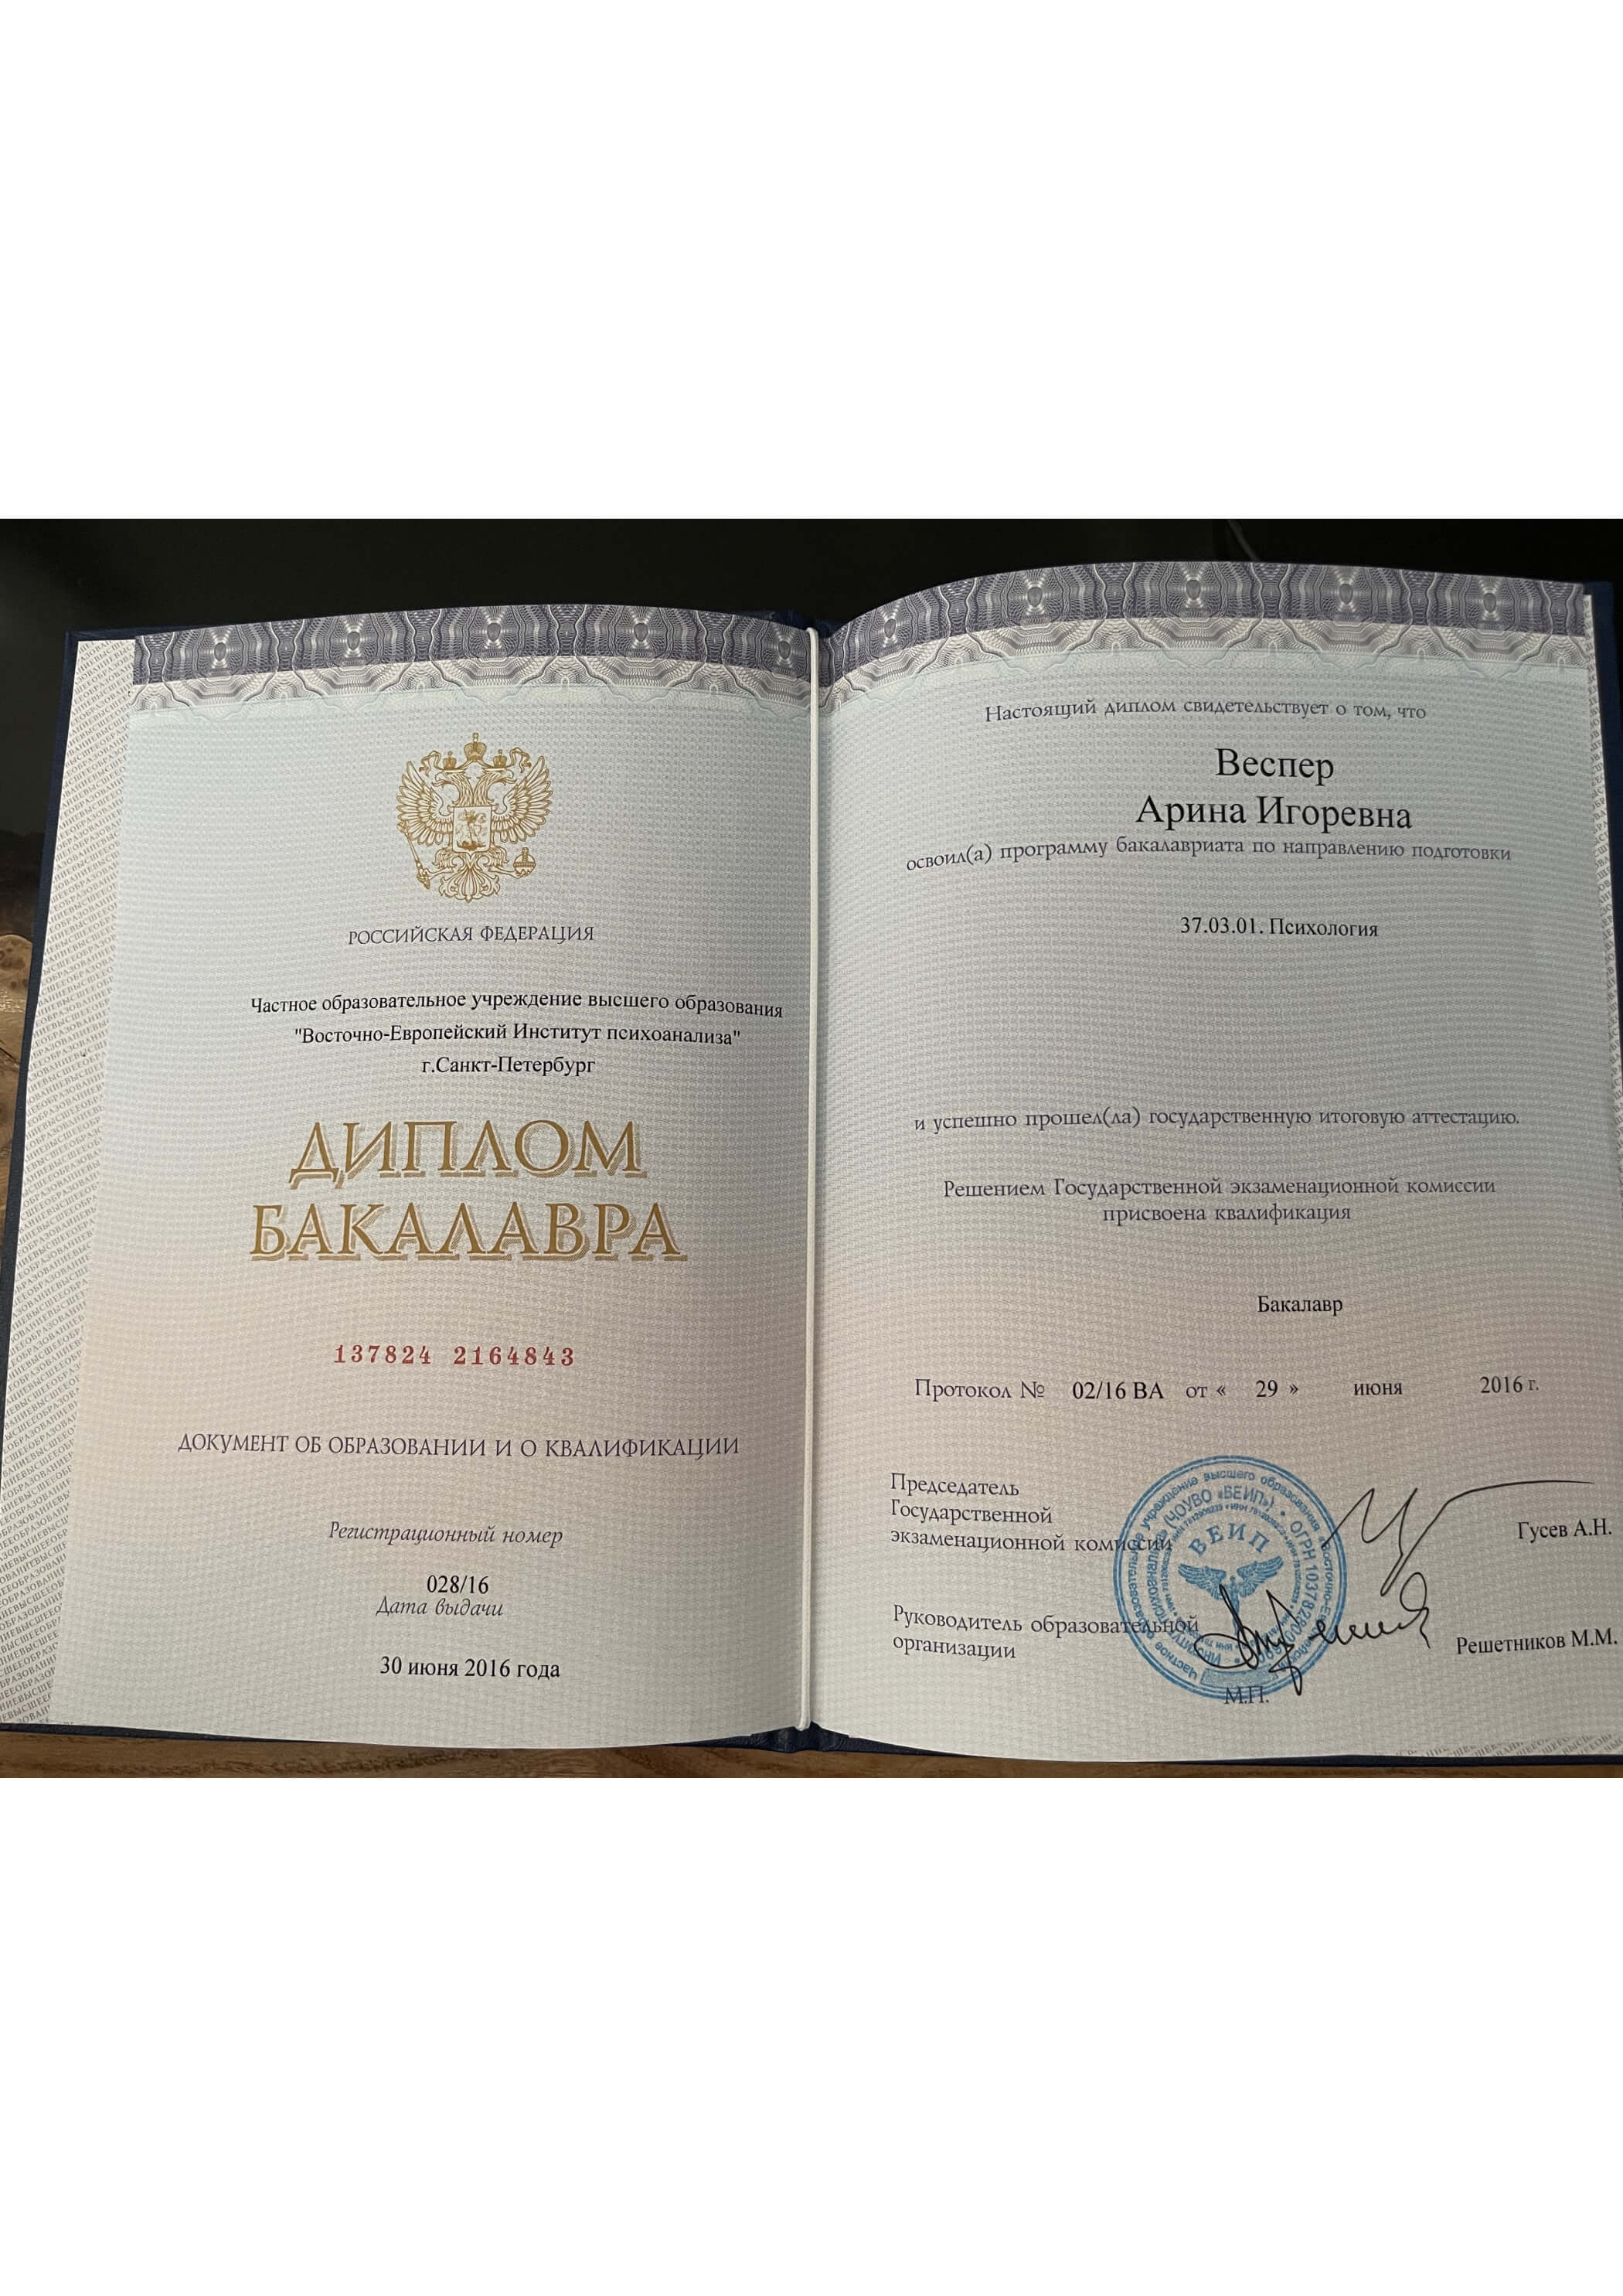 РОССИЙСКАЯ ФЕДЕРАЦИЯ
Частное образовательное учреждение высшего образования
"Восточно-Европейский Институт психоанализа"
г.Санкт-Петербург
ДИПЛОМ
БАКАЛАВРА
137824 2164843
ДОКУМЕНТ ОБ ОБРАЗОВАНИИ И О КВАЛИФИКАЦИИ
Регистрационный номер
028/16
Дата выдачи
30 июня 2016 года
Настоящий диплом свидетельствует о том, что
Веспер
Арина Игоревна
освоил(а) программу бакалавриата по направлению подготовки
37.03.01. Психология
и успешно прошел(ла) государственную итоговую аттестацию.
Решением Государственной экзаменационной комиссии
присвоена квалификация
Бакалавр
Протокол № 02/16 ВА от « 29 » июня 2016 г.
Председатель
Государственной
экзаменационной комиссии
Гусев А.Н.
Руководитель образовательной
организации
Решетников М.М.
М.П.
ВЕИП